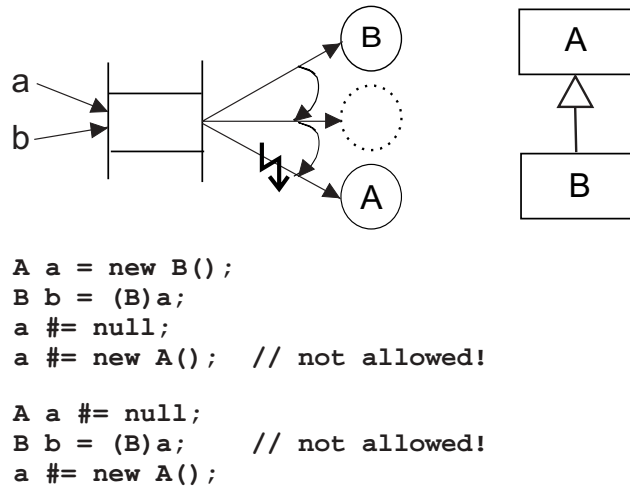 B
A
a
b
A
B
A a = new B();
B b = (B)a;
a #= null;
a #= new A();  // not allowed!
A a #= null;
B b = (B)a;     // not allowed!
a #= new A();